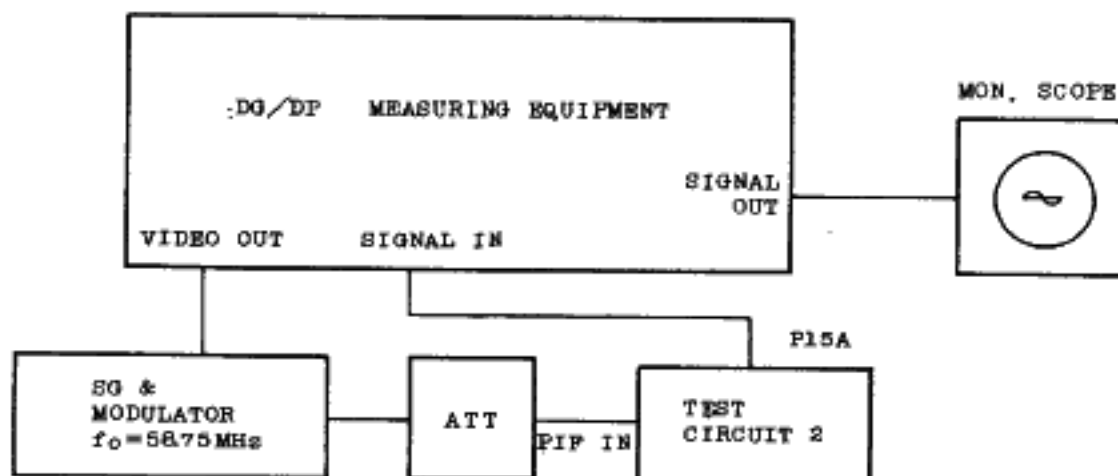 DG/DP MEASURING EQUIPMENT
MON. SCOPE
SIGNAL
OUT
VIDEO OUT
SIGNAL IN
P15A
SG &
MODULATOR
fo=58.75MHz
ATT
PIF IN
TEST
CIRCUIT 2